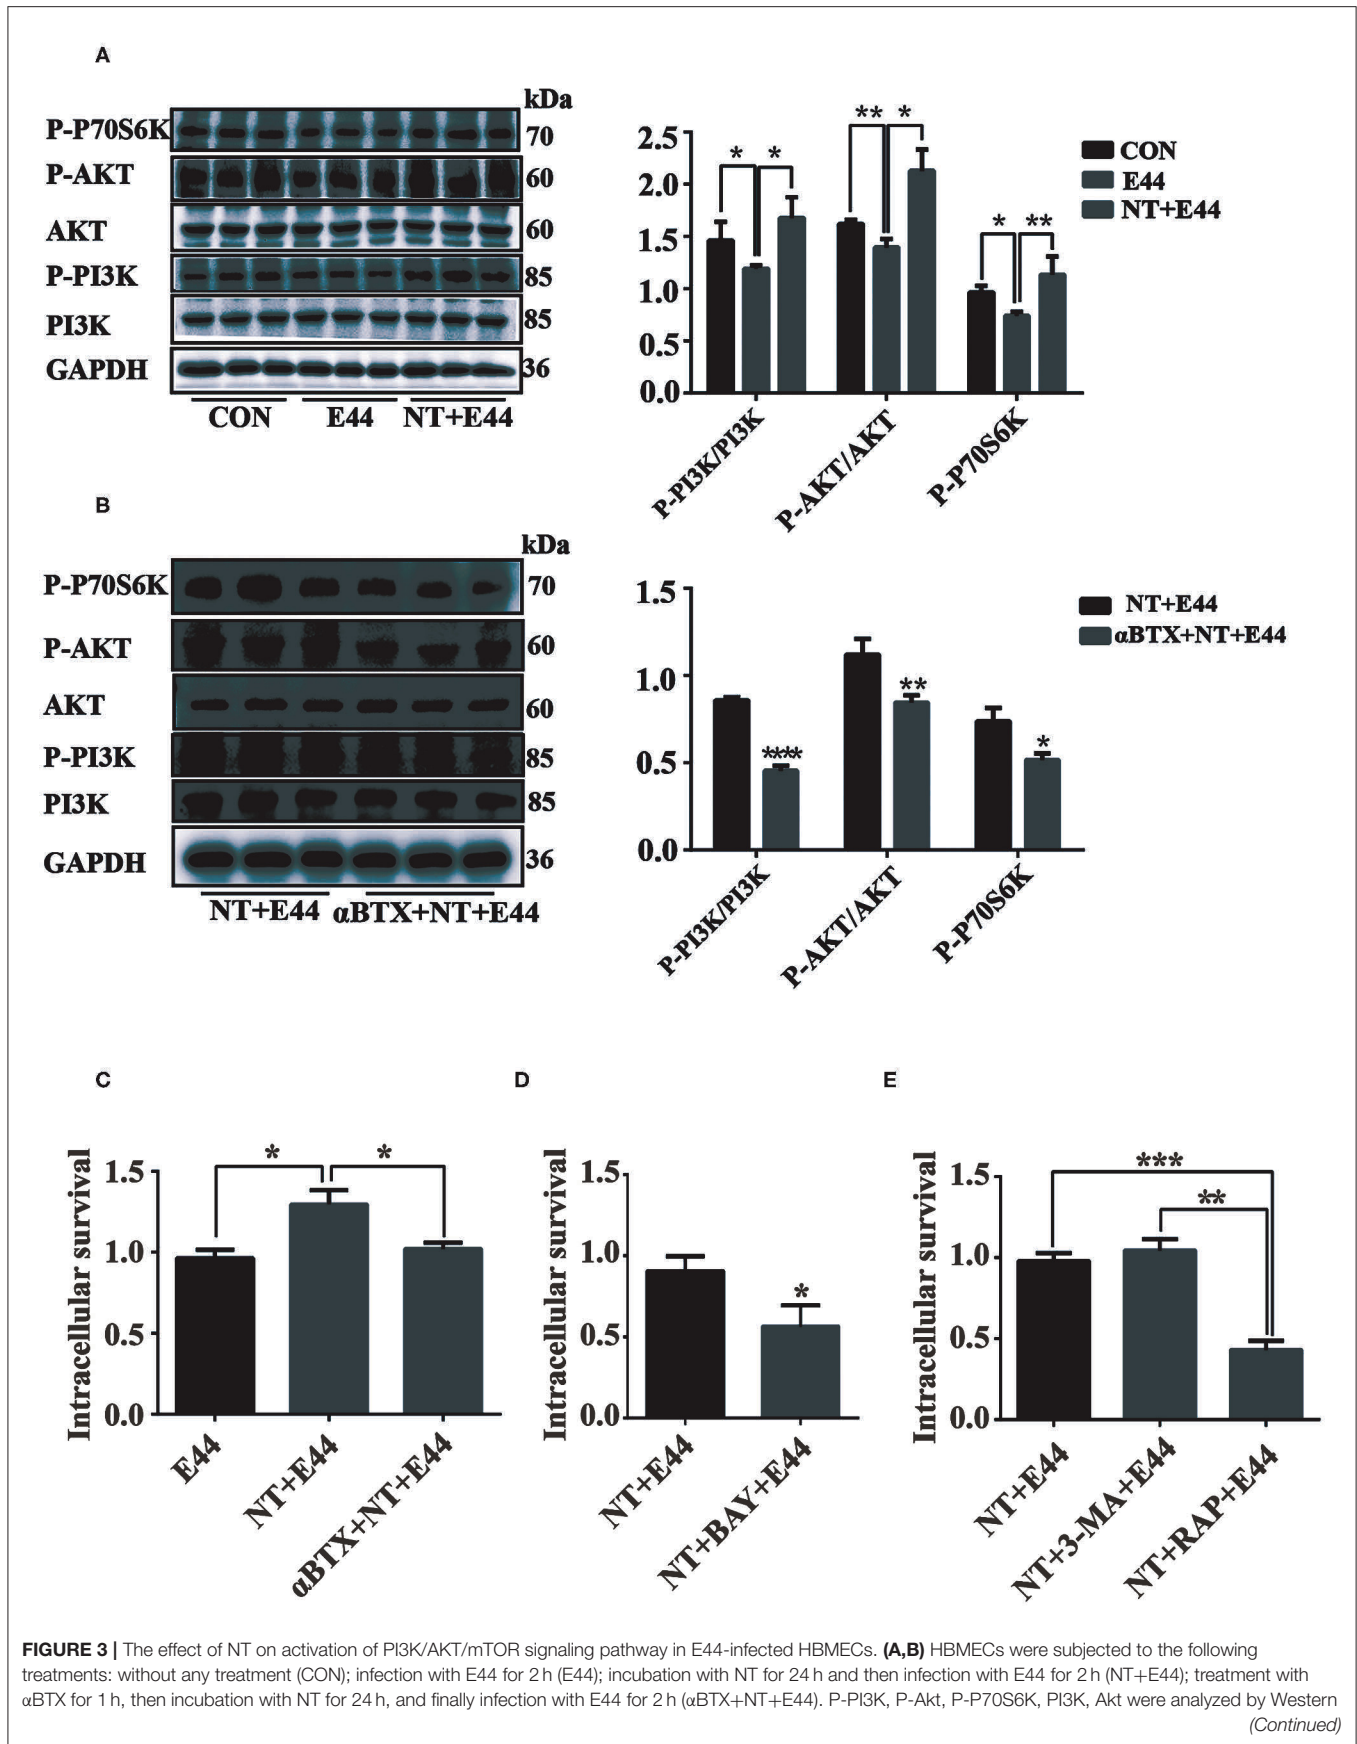 A
kDa
P-P70S6K 70
P-AKT 60
AKT 60
P-PI3K 85
PI3K 85
GAPDH 36
CON E44 NT+E44
2.5
2.0
1.5
1.0
0.5
0.0
* * ** * * **
CON
E44
NT+E44
P-PI3K/PI3K P-AKT/AKT P-P70S6K
B
kDa
P-P70S6K 70
P-AKT 60
AKT 60
P-PI3K 85
PI3K 85
GAPDH 36
NT+E44 αBTX+NT+E44
1.5
1.0
0.5
0.0
**** ** *
NT+E44
αBTX+NT+E44
P-PI3K/PI3K P-AKT/AKT P-P70S6K
C
Intracellular survival
1.5
1.0
0.5
0.0
* *
E44 NT+E44 αBTX+NT+E44
D
Intracellular survival
1.5
1.0
0.5
0.0
*
NT+E44 NT+BAY+E44
E
Intracellular survival
1.5
1.0
0.5
0.0
***
**
NT+E44 NT+3-MA+E44 NT+RAP+E44
FIGURE 3 | The effect of NT on activation of PI3K/AKT/mTOR signaling pathway in E44-infected HBMECs. (A,B) HBMECs were subjected to the following
treatments: without any treatment (CON); infection with E44 for 2 h (E44); incubation with NT for 24 h and then infection with E44 for 2 h (NT+E44); treatment with
αBTX for 1 h, then incubation with NT for 24 h, and finally infection with E44 for 2 h (αBTX+NT+E44). P-PI3K, P-Akt, P-P70S6K, PI3K, Akt were analyzed by Western
(Continued)